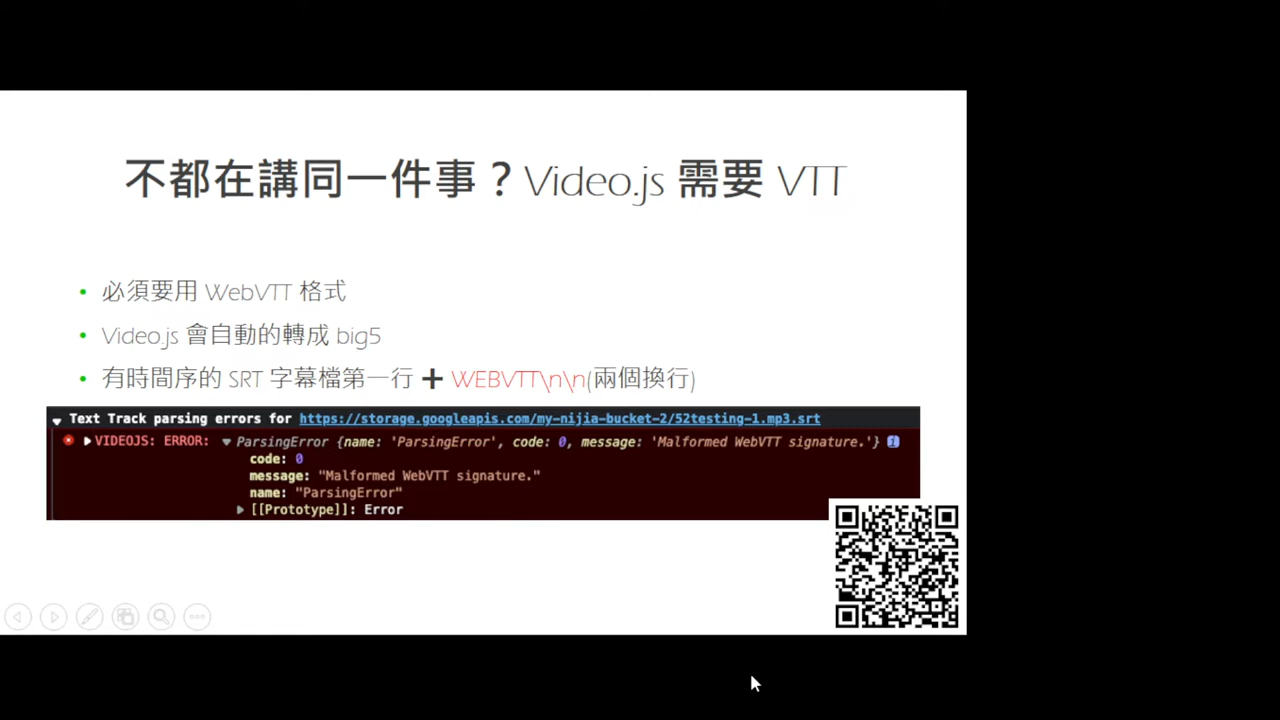 不都在講同一件事？Video.js 需要 VTT
• 必須要用 WebVTT 格式
• Video.js 會自動的轉成 big5
• 有時間序的 SRT 字幕檔第一行 ➕ WEBVTT\n\n(兩個換行)
Text Track parsing errors for https://storage.googleapis.com/my-nijia-bucket-2/52testing-1.mp3.srt
VIDEOJS: ERROR: ParsingError {name: 'ParsingError', code: 0, message: 'Malformed WebVTT signature.'} i
code: 0
message: "Malformed WebVTT signature."
name: "ParsingError"
[[Prototype]]: Error